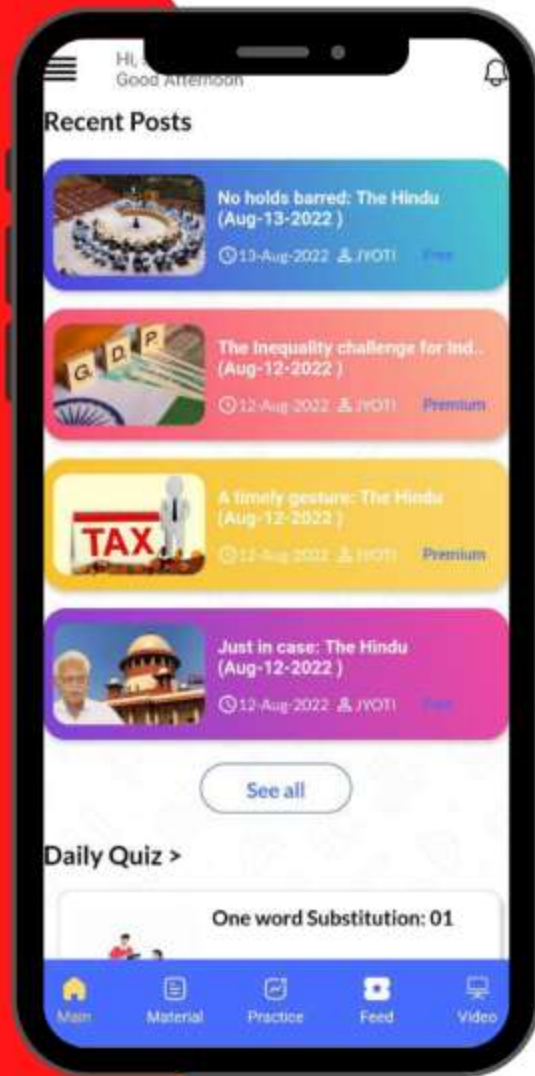 Hi,
Good Afternoon
Recent Posts
No holds barred: The Hindu
(Aug-13-2022 )
13-Aug-2022 JYOTI Free
G. D. P.
The Inequality challenge for Ind..
(Aug-12-2022 )
12-Aug-2022 JYOTI Premium
TAX
A timely gesture: The Hindu
(Aug-12-2022 )
12-Aug-2022 JYOTI Premium
Just in case: The Hindu
(Aug-12-2022 )
12-Aug-2022 JYOTI Free
See all
Daily Quiz >
One word Substitution: 01
Main Material Practice Feed Video